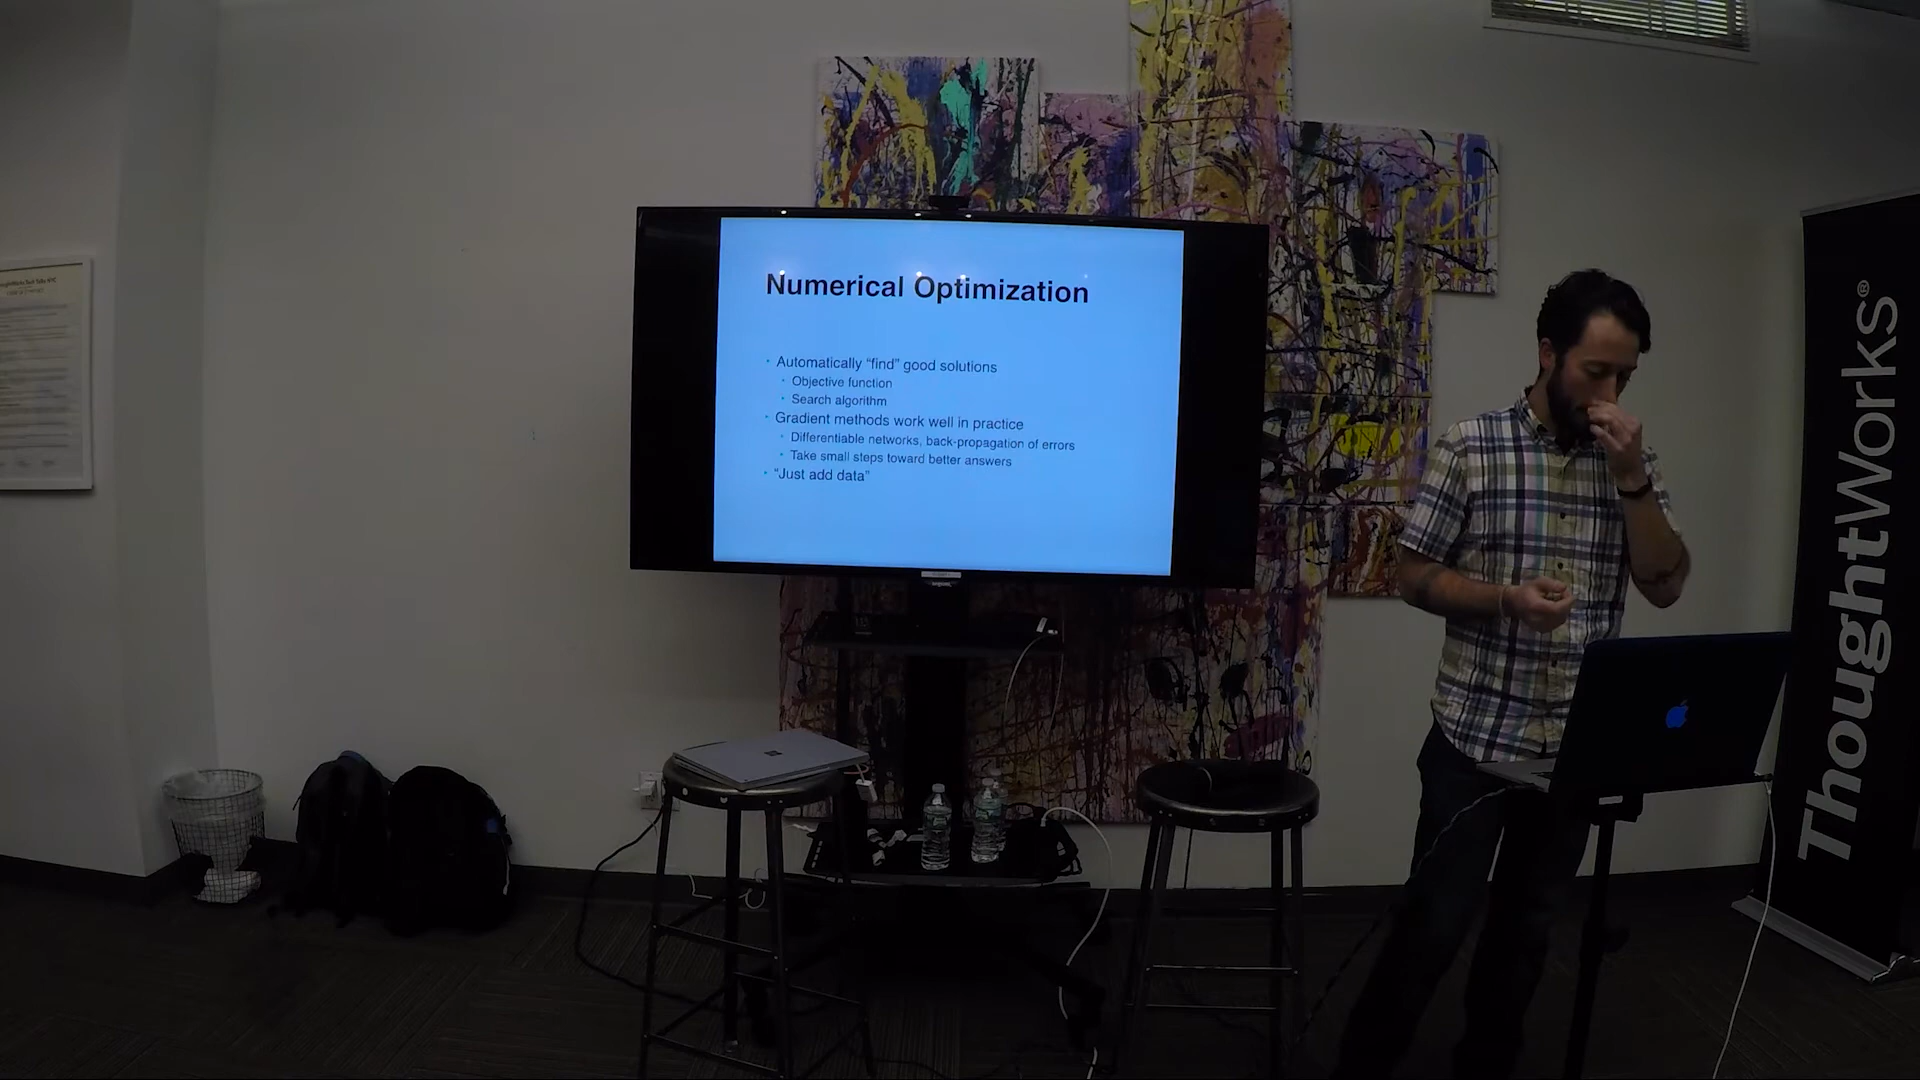 Numerical Optimization
Automatically “find” good solutions
Objective function
Search algorithm
Gradient methods work well in practice
Differentiable networks, back-propagation of errors
Take small steps toward better answers
“Just add data”
ThoughtWorks®